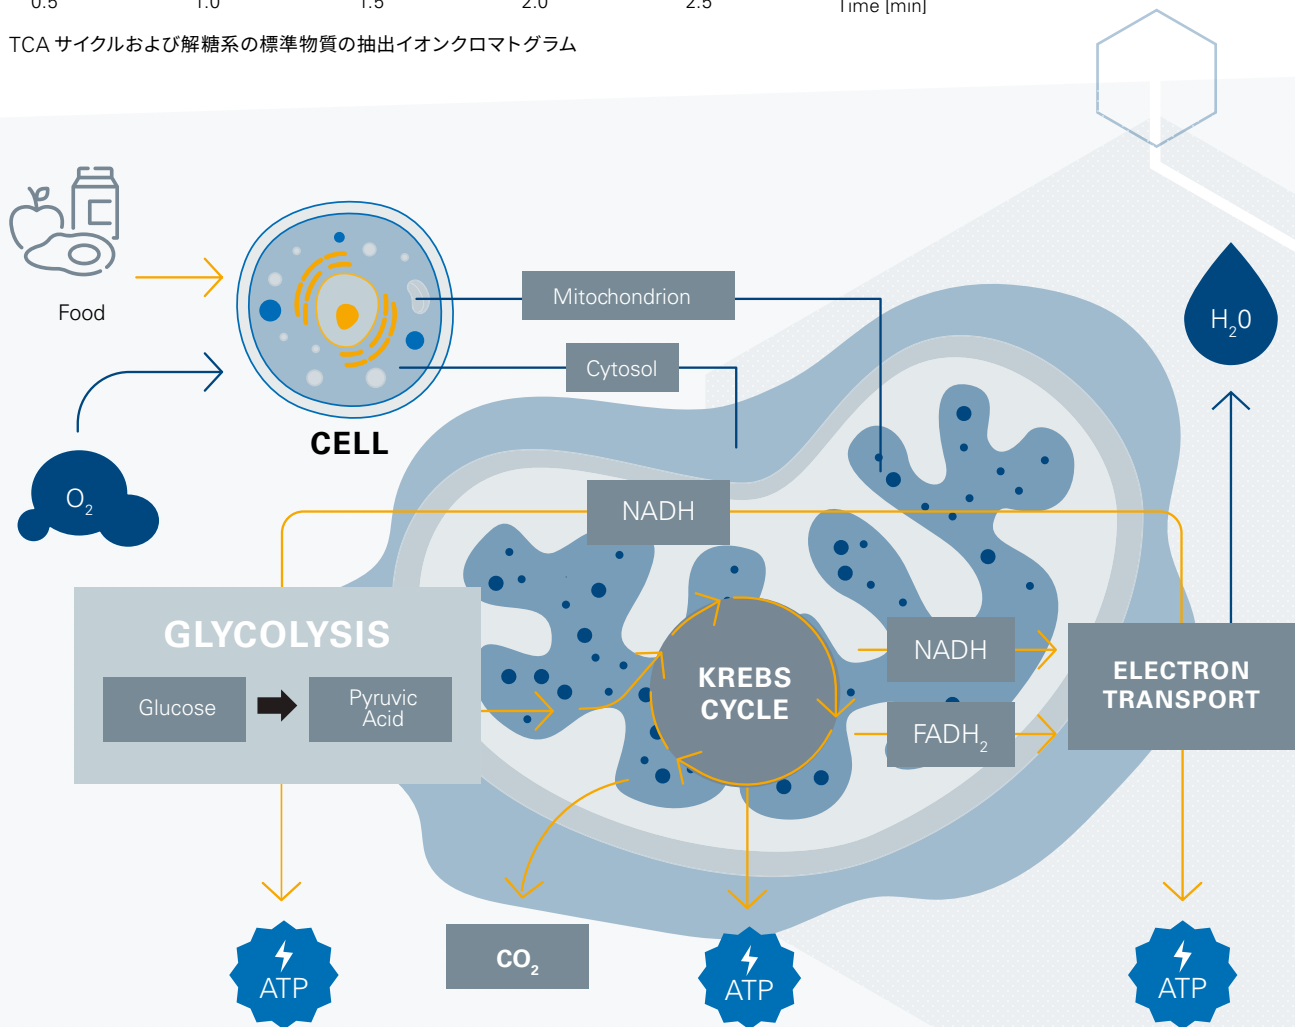 0.5 1.0 1.5 2.0 2.5 Time [min]
TCA サイクルおよび解糖系の標準物質の抽出イオンクロマトグラム
Food
Mitochondrion
H₂0
Cytosol
CELL
O₂
NADH
GLYCOLYSIS
Glucose
Pyruvic
Acid
KREBS
CYCLE
NADH
FADH₂
ELECTRON
TRANSPORT
CO₂
ATP
ATP
ATP